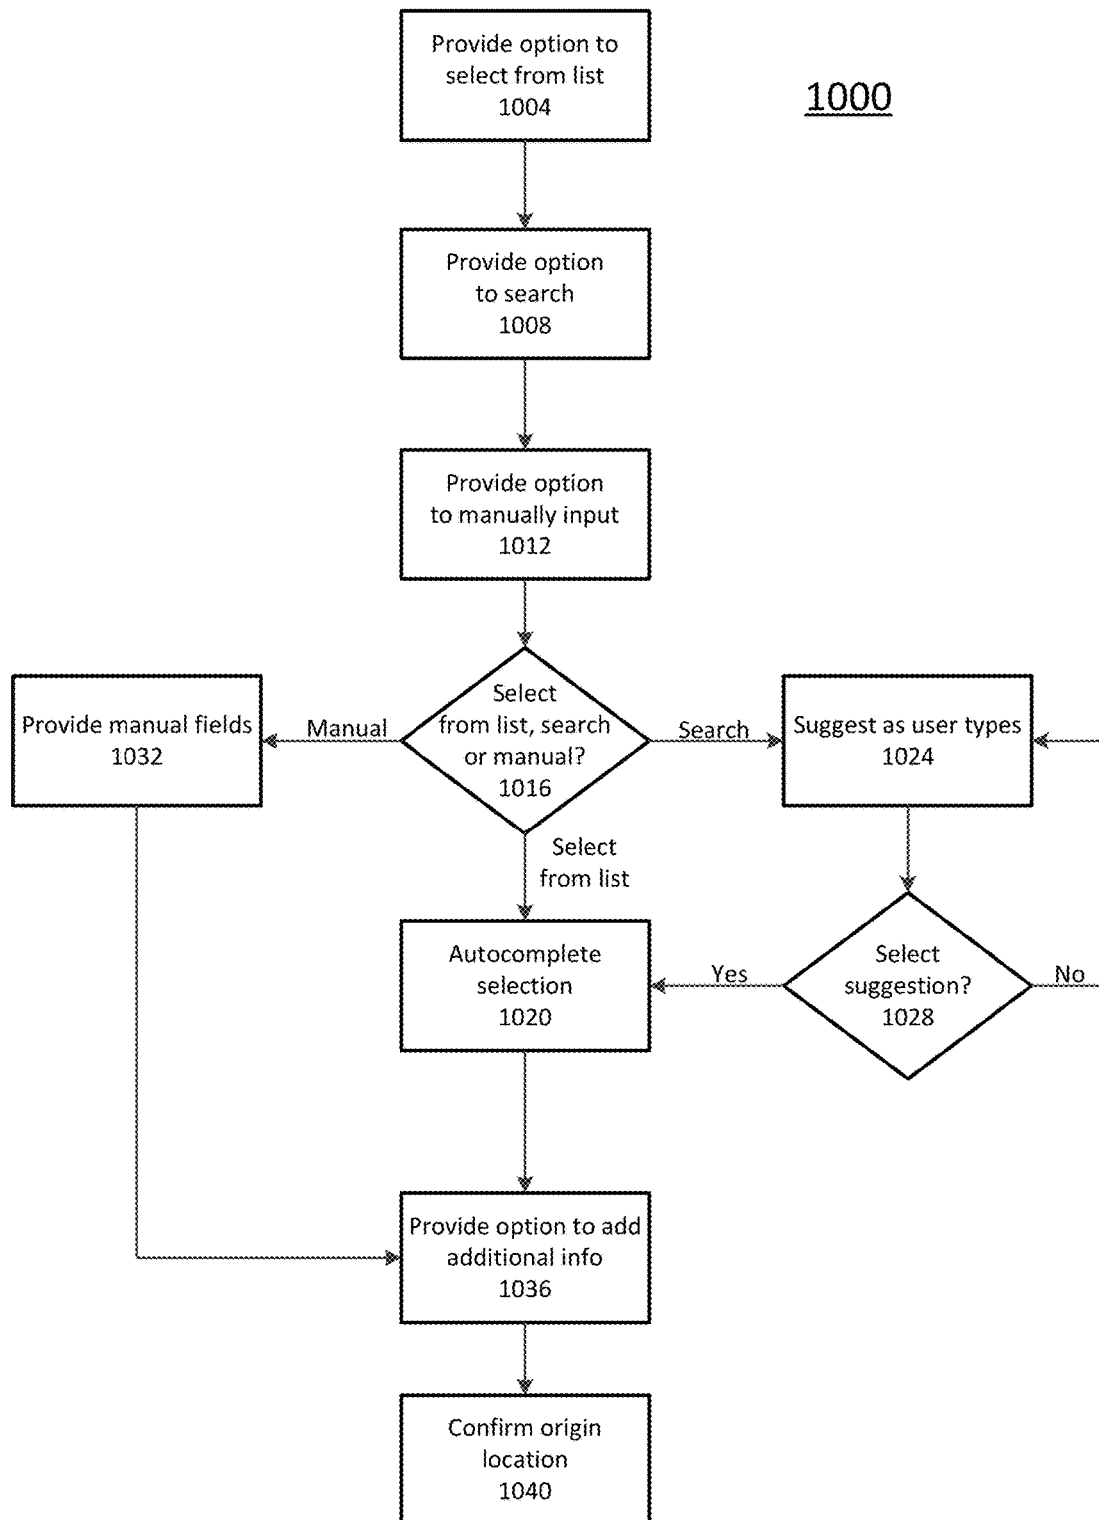 Provide option to
select from list
1004
1000
Provide option
to search
1008
Provide option
to manually input
1012
Select
from list, search
or manual?
1016
Manual
Provide manual fields
1032
Search
Suggest as user types
1024
Select
from list
Autocomplete
selection
1020
Yes
Select
suggestion?
1028
No
Provide option to add
additional info
1036
Confirm origin
location
1040